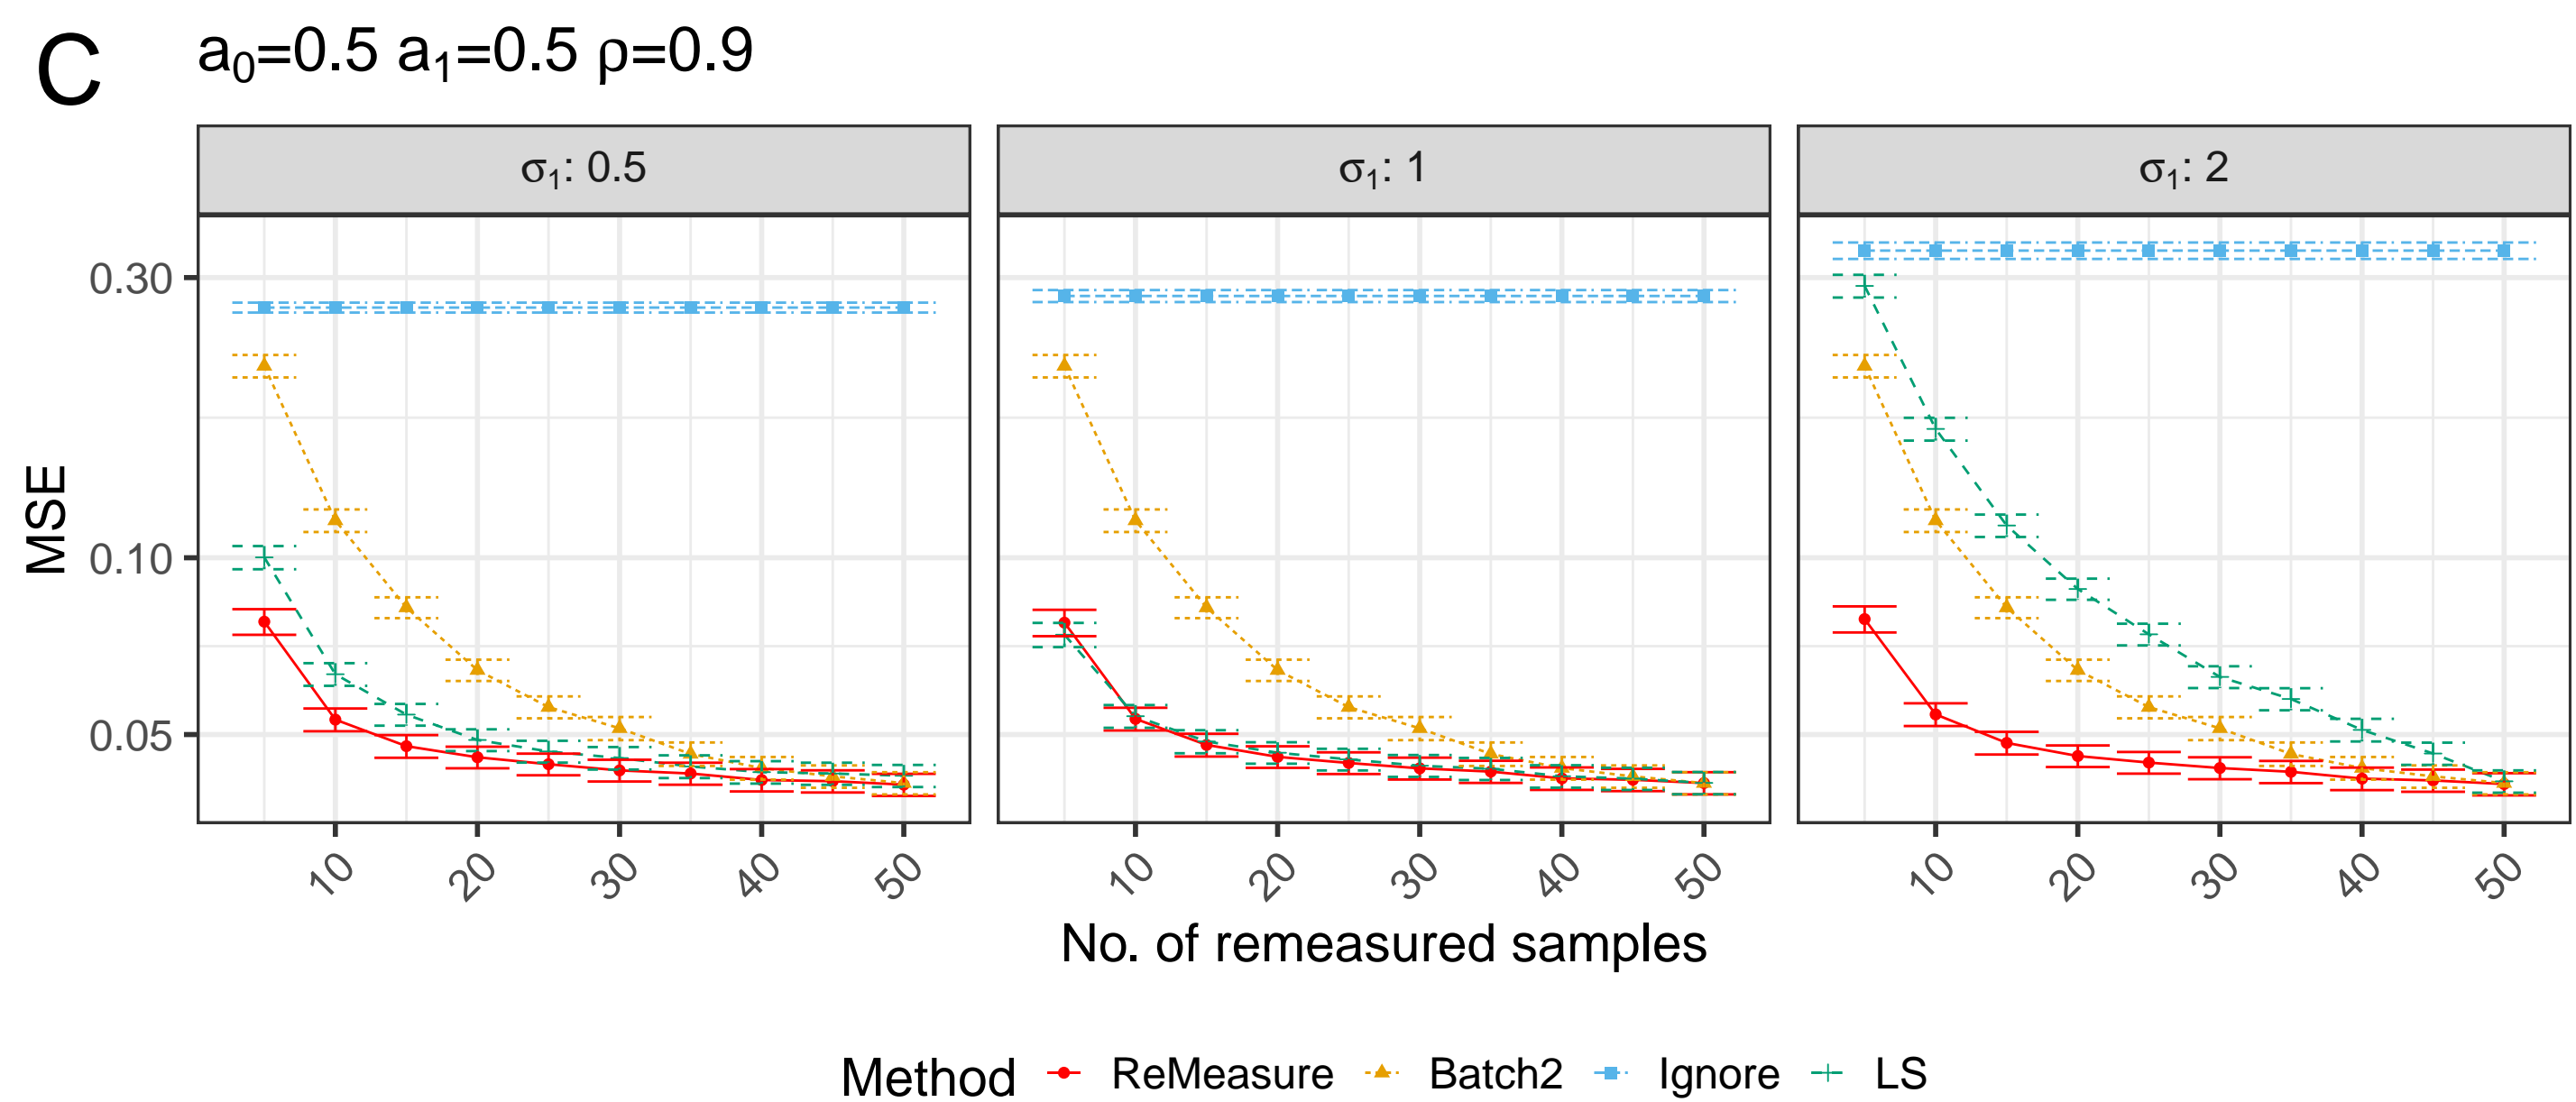 C
a₀=0.5 a₁=0.5 ρ=0.9
σ₁: 0.5
σ₁: 1
σ₁: 2
MSE
0.30
0.10
0.05
10 20 30 40 50
10 20 30 40 50
10 20 30 40 50
No. of remeasured samples
Method ReMeasure Batch2 Ignore LS